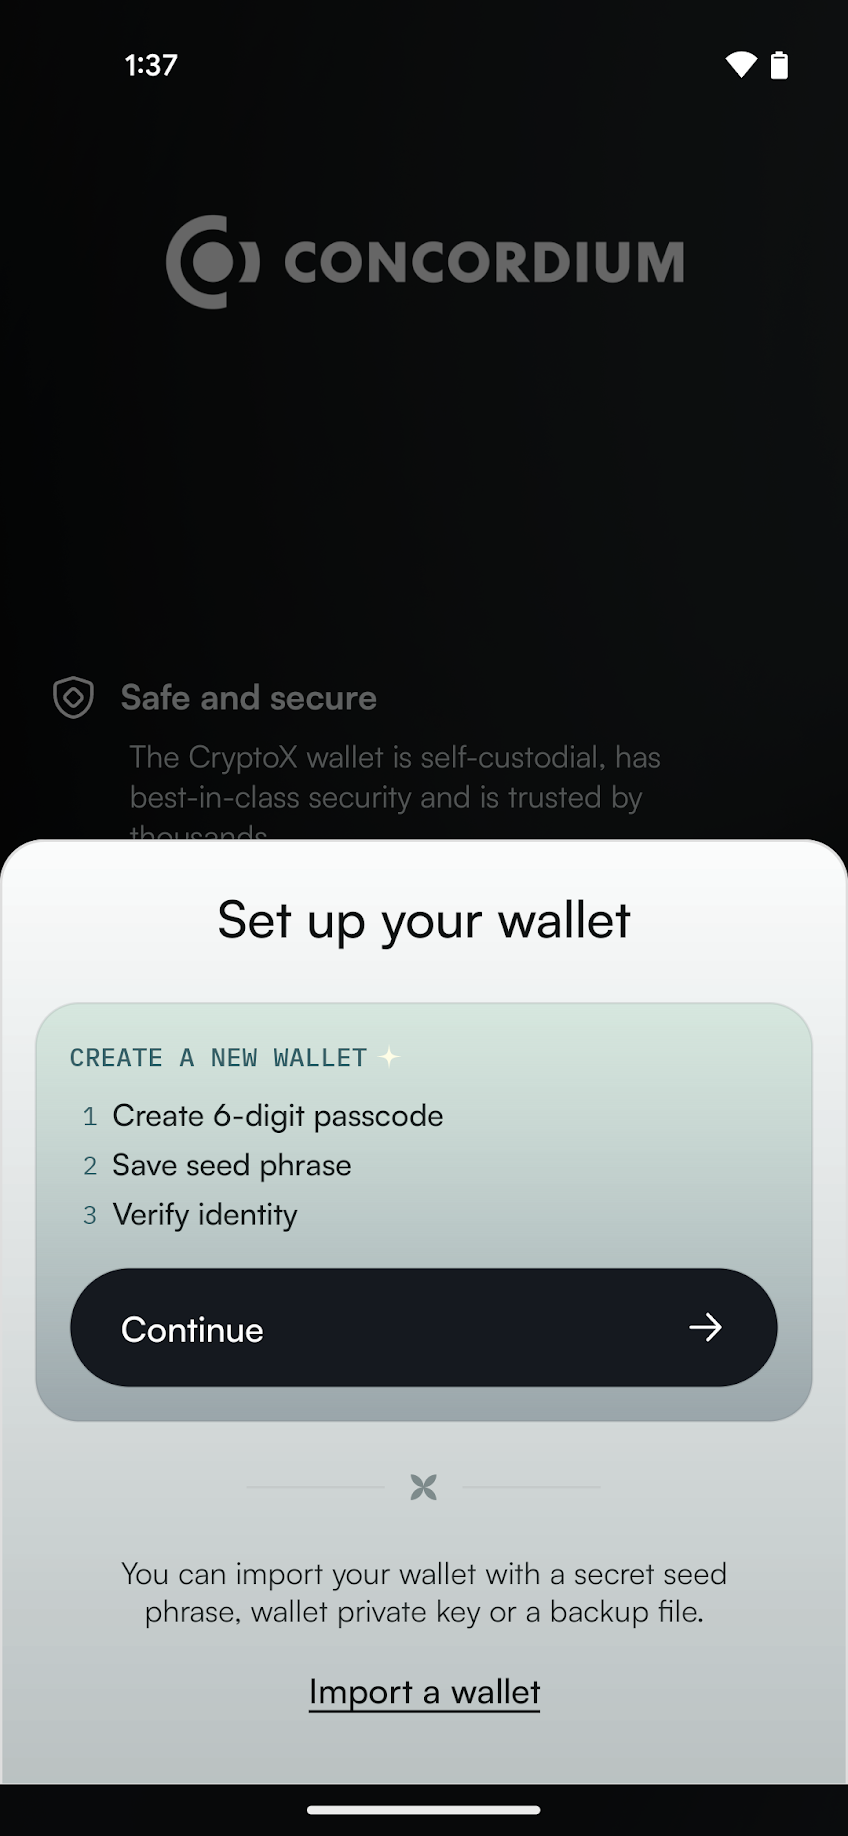 1:37
CONCORDIUM
Safe and secure
The CryptoX wallet is self-custodial, has
best-in-class security and is trusted by
thousands
Set up your wallet
CREATE A NEW WALLET
1 Create 6-digit passcode
2 Save seed phrase
3 Verify identity
Continue
You can import your wallet with a secret seed
phrase, wallet private key or a backup file.
Import a wallet